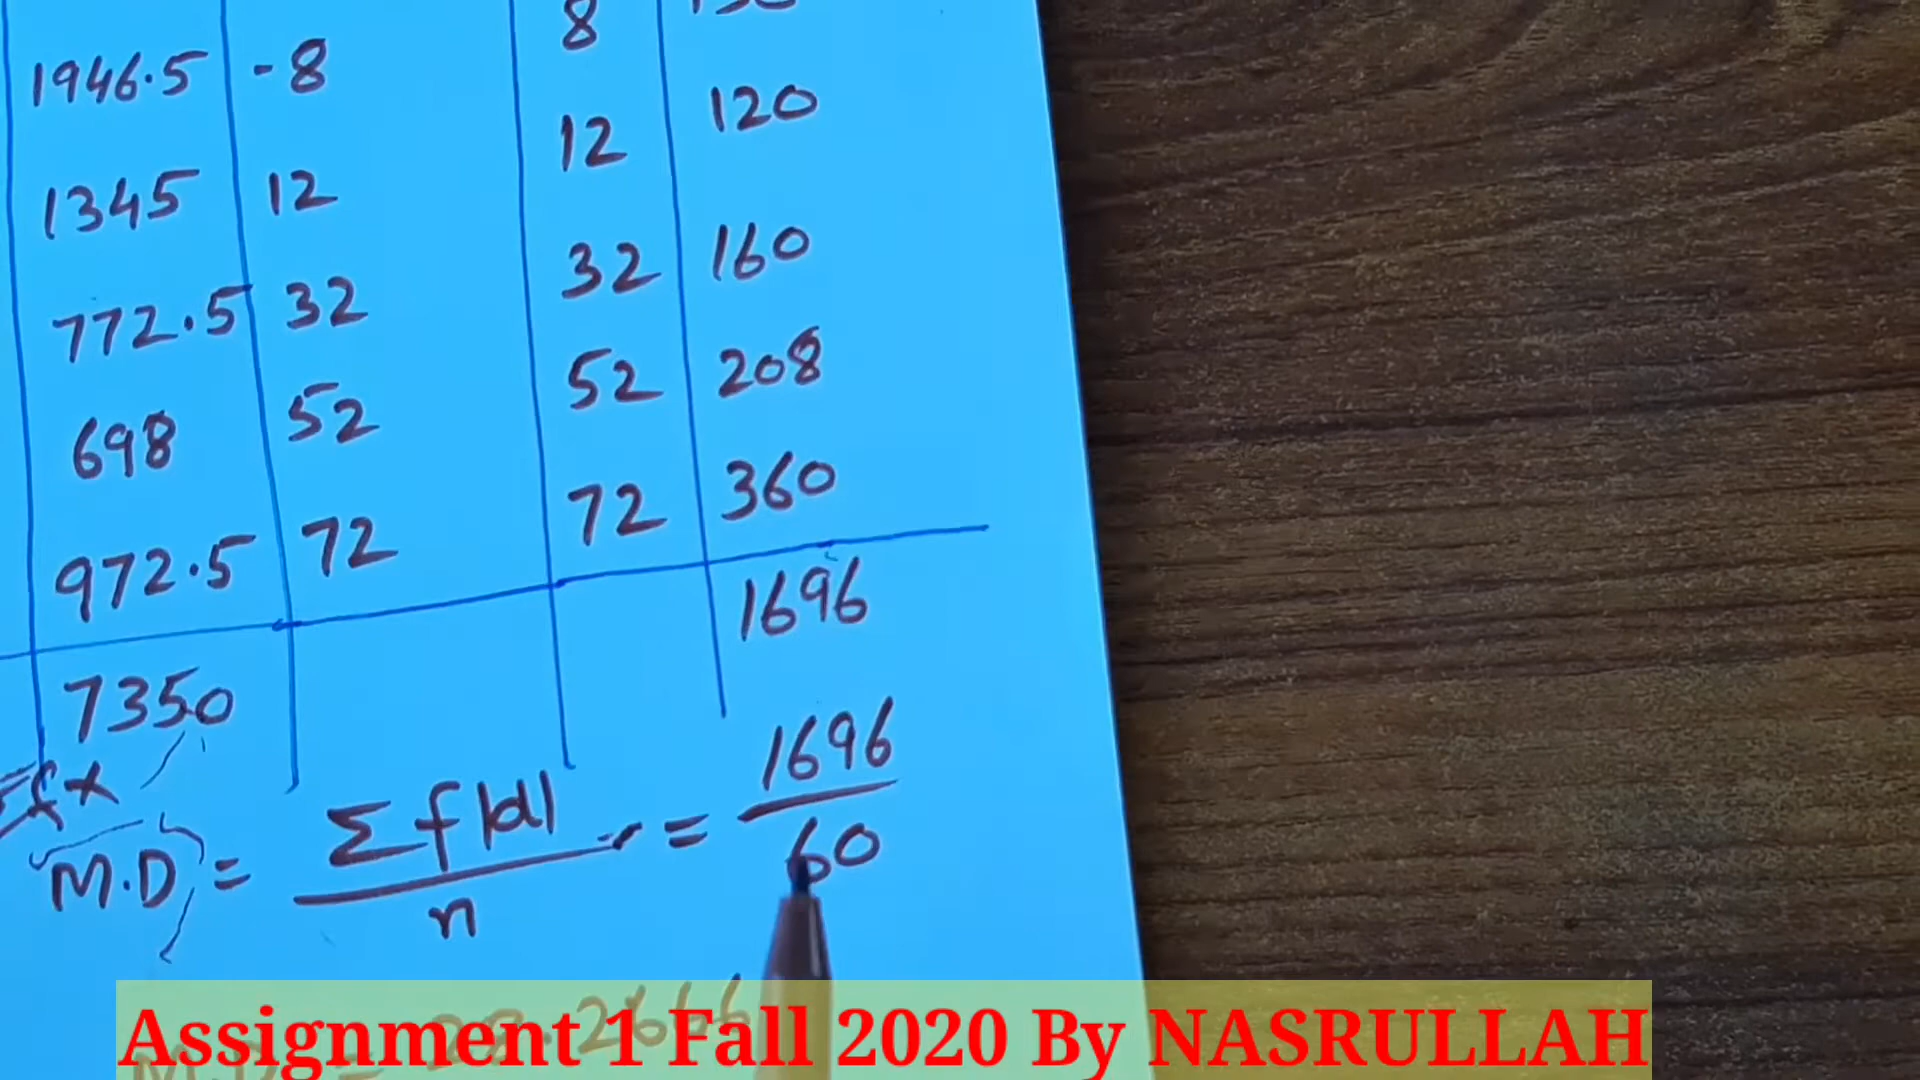 8
1946.5 -8 12 120
1345 12 32 160
772.5 32 52 208
698 52 72 360
972.5 72 1696
7350
fx
M.D = Σf|d| / n = 1696 / 60
Assignment 1 Fall 2020 By NASRULLAH